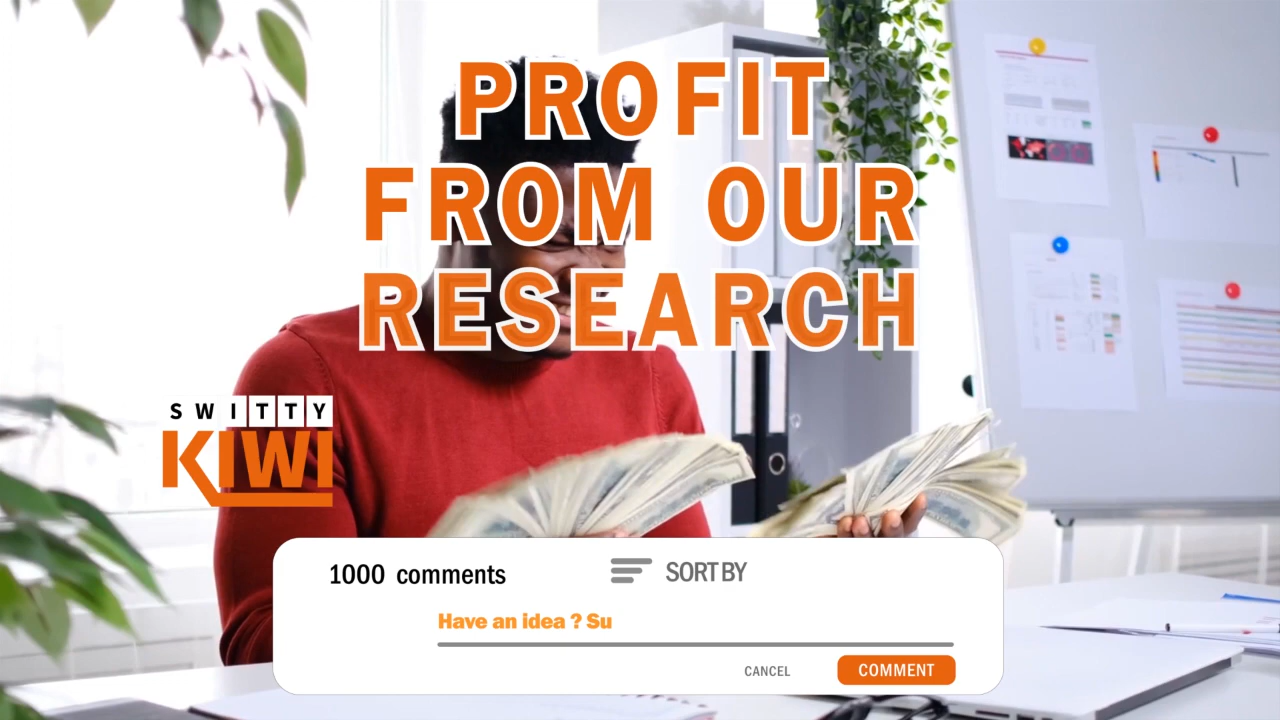 PROFIT
FROM OUR
RESEARCH
SWITTY
KIWI
1000 comments
SORT BY
Have an idea ? Su
CANCEL
COMMENT